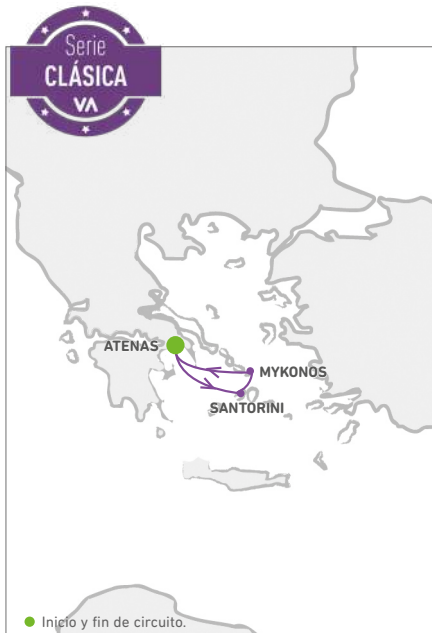 Serie
CLÁSICA
VA
ATENAS
MYKONOS
SANTORINI
Inicio y fin de circuito.